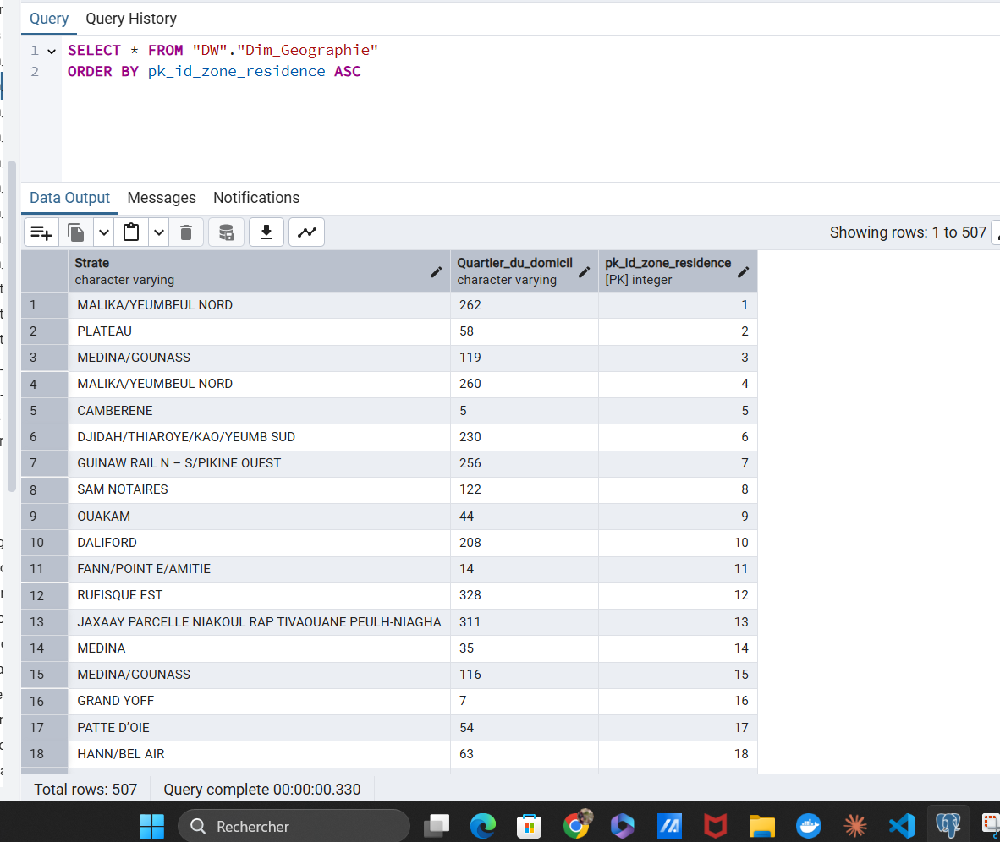 Query Query History
1 SELECT * FROM "DW"."Dim_Geographie"
2 ORDER BY pk_id_zone_residence ASC
Data Output Messages Notifications
Showing rows: 1 to 507
Strate Quartier_du_domicil pk_id_zone_residence
character varying character varying [PK] integer
1 MALIKA/YEUMBEUL NORD 262 1
2 PLATEAU 58 2
3 MEDINA/GOUNASS 119 3
4 MALIKA/YEUMBEUL NORD 260 4
5 CAMBERENE 5 5
6 DJIDAH/THIAROYE/KAO/YEUMB SUD 230 6
7 GUINAW RAIL N – S/PIKINE OUEST 256 7
8 SAM NOTAIRES 122 8
9 OUAKAM 44 9
10 DALIFORD 208 10
11 FANN/POINT E/AMITIE 14 11
12 RUFISQUE EST 328 12
13 JAXAAY PARCELLE NIAKOUL RAP TIVAOUANE PEULH-NIAGHA 311 13
14 MEDINA 35 14
15 MEDINA/GOUNASS 116 15
16 GRAND YOFF 7 16
17 PATTE D’OIE 54 17
18 HANN/BEL AIR 63 18
Total rows: 507 Query complete 00:00:00.330
Rechercher